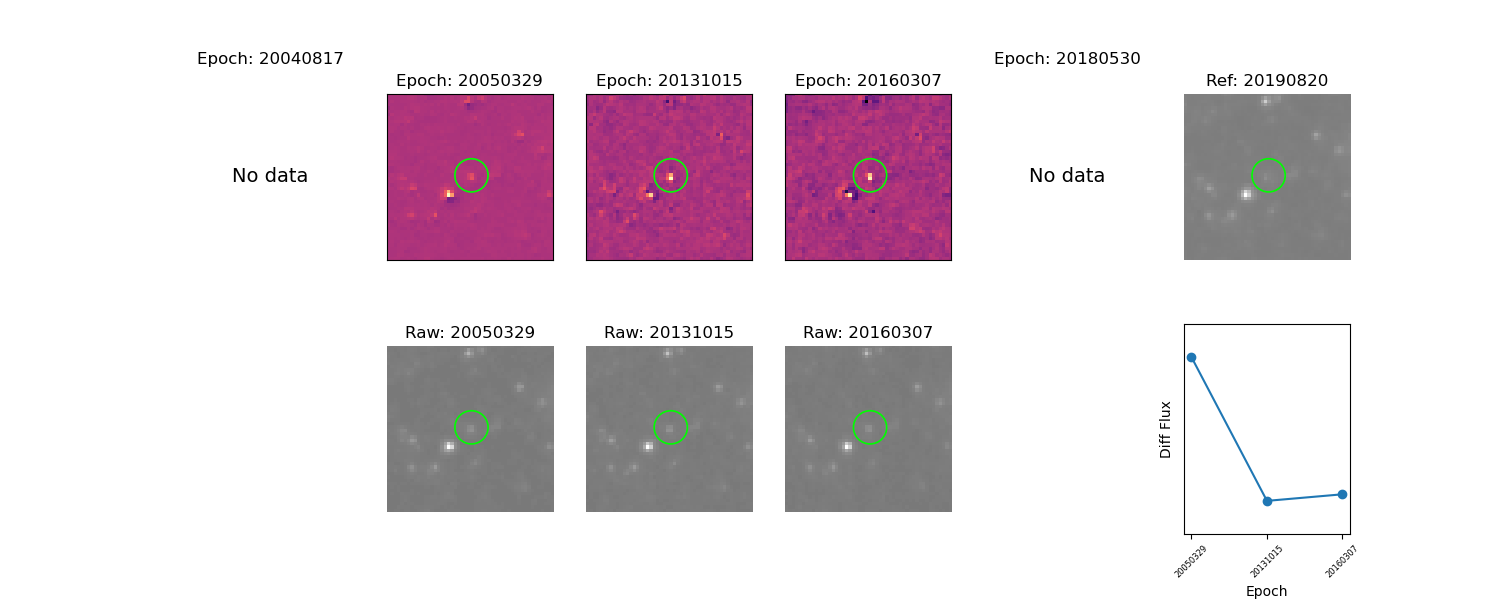 Epoch: 20040817
Epoch: 20180530
Epoch: 20050329
Epoch: 20131015
Epoch: 20160307
Ref: 20190820
No data
No data
Raw: 20050329
Raw: 20131015
Raw: 20160307
Diff Flux
20050329
20131015
20160307
Epoch